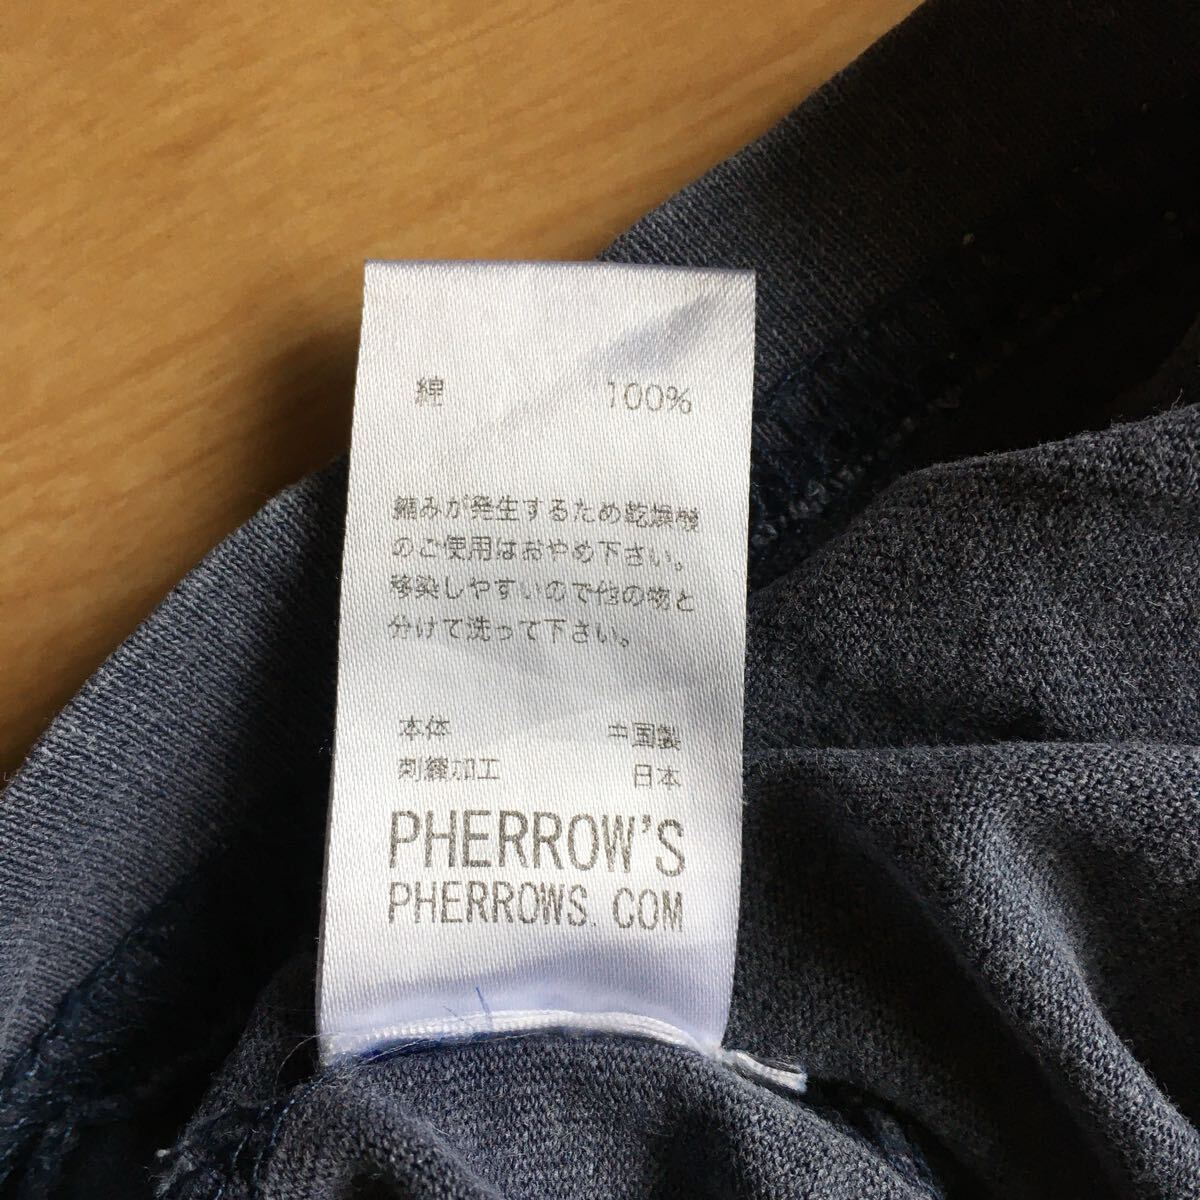 綿 100%
縮みが発生するため乾燥機
のご使用はおやめ下さい。
移染しやすいので他の物と
分けて洗って下さい。
本体 中国製
刺繍加工 日本
PHERROW'S
PHERROWS.COM